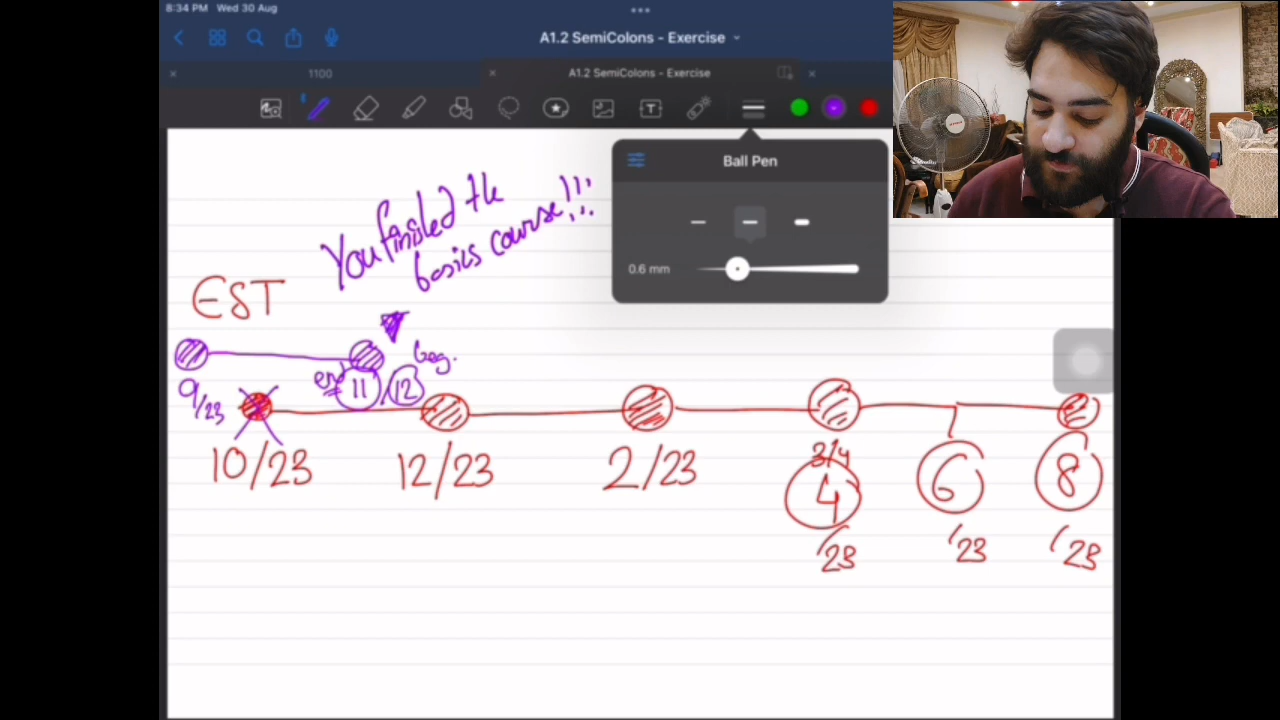 8:34 PM Wed 30 Aug
A1.2 SemiColons - Exercise
1100
A1.2 SemiColons - Exercise
T
Ball Pen
0.6 mm
You finished the
basics course!!!
EST
9/23
end 11/12 beg.
10/23
12/23
2/23
3/4
4
/23
6
/23
8
/23